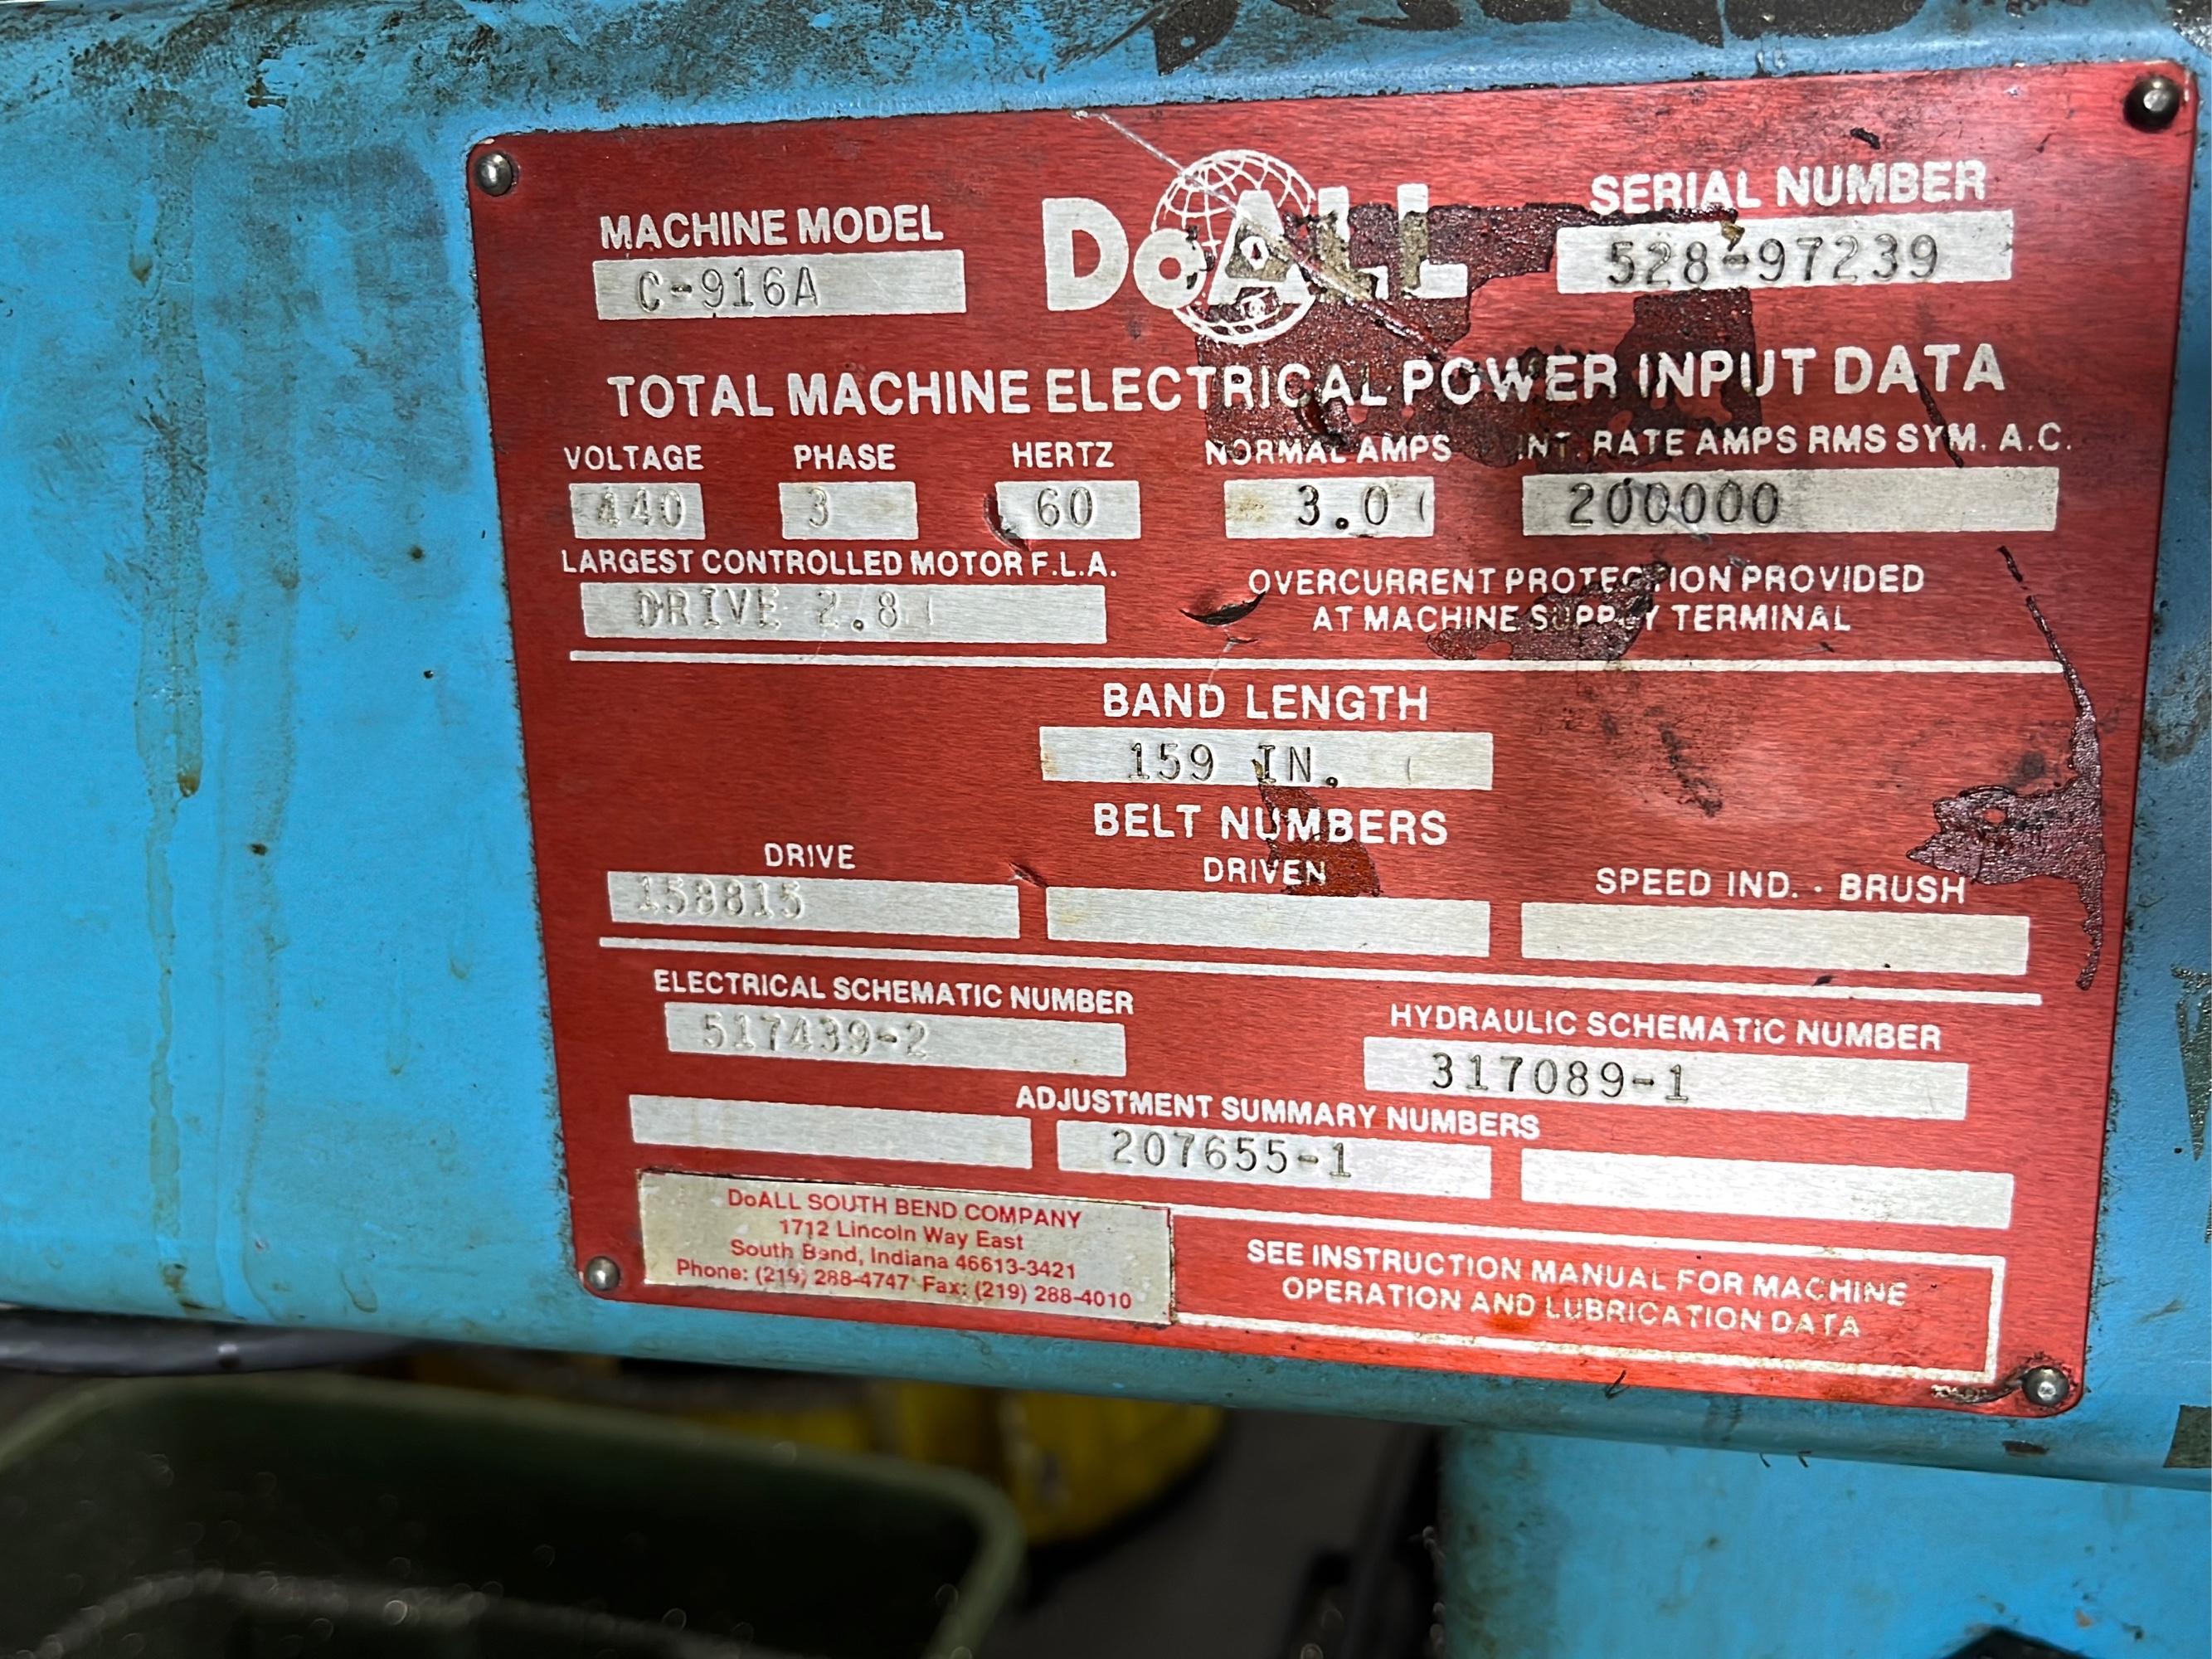 MACHINE MODEL
C-916A
DoALL
SERIAL NUMBER
528-97239
TOTAL MACHINE ELECTRICAL POWER INPUT DATA
VOLTAGE PHASE HERTZ NORMAL AMPS INT. RATE AMPS RMS SYM. A.C.
440 3 60 3.0 200000
LARGEST CONTROLLED MOTOR F.L.A.
DRIVE 2.8
OVERCURRENT PROTECTION PROVIDED
AT MACHINE SUPPLY TERMINAL
BAND LENGTH
159 IN.
BELT NUMBERS
DRIVE DRIVEN SPEED IND. - BRUSH
158815
ELECTRICAL SCHEMATIC NUMBER
517439-2
HYDRAULIC SCHEMATIC NUMBER
317089-1
ADJUSTMENT SUMMARY NUMBERS
207655-1
DoALL SOUTH BEND COMPANY
1712 Lincoln Way East
South Bend, Indiana 46613-3421
Phone: (219) 288-4747 Fax: (219) 288-4010
SEE INSTRUCTION MANUAL FOR MACHINE
OPERATION AND LUBRICATION DATA